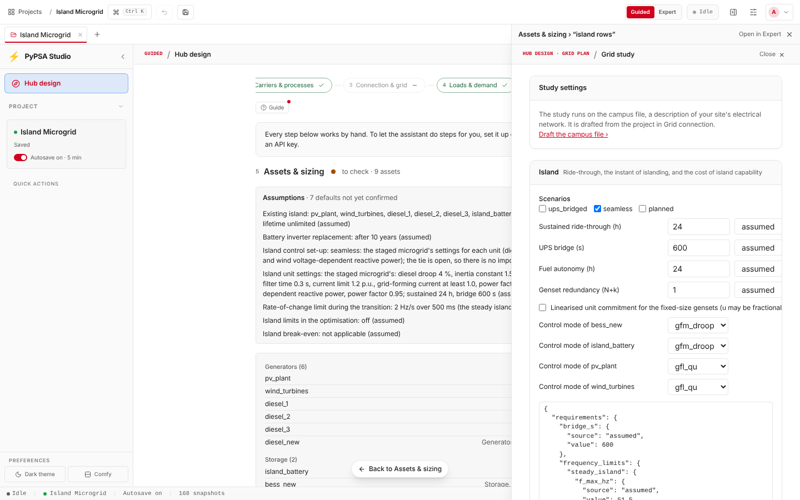 Projects / Island Microgrid
Ctrl K
Guided Expert
Idle
A
Island Microgrid
PyPSA Studio
Hub design
PROJECT
Island Microgrid
Saved
Autosave on · 5 min
QUICK ACTIONS
PREFERENCES
Dark theme
Comfy
Idle
Island Microgrid
Autosave on
168 snapshots
GUIDED / Hub design
Carriers & processes
3 Connection & grid
4 Loads & demand
Guide
Every step below works by hand. To let the assistant do steps for you, set it up
an API key.
5 Assets & sizing to check · 9 assets
Assumptions · 7 defaults not yet confirmed
Existing island: pv_plant, wind_turbines, diesel_1, diesel_2, diesel_3, island_batter
lifetime unlimited (assumed)
Battery inverter replacement: after 10 years (assumed)
Island control set-up: seamless: the staged microgrid's settings for each unit (di
and wind voltage-dependent reactive power); the tie is open, so there is no impo
Island unit settings: the staged microgrid's: diesel droop 4 %, inertia constant 1.5
filter time 0.3 s, current limit 1.2 p.u., grid-forming current at least 1.0, power fact
dependent reactive power, power factor 0.95; sustained 24 h, bridge 600 s (ass
Rate-of-change limit during the transition: 2 Hz/s over 500 ms (the steady islan
Island limits in the optimisation: off (assumed)
Island break-even: not applicable (assumed)
Generators (6)
pv_plant
wind_turbines
diesel_1
diesel_2
diesel_3
diesel_new Generato
Storage (2)
island_battery
bess_new Storage.
Back to Assets & sizing
Assets & sizing › "island rows"
Open in Expert
HUB DESIGN · GRID PLAN / Grid study
Close
Study settings
The study runs on the campus file, a description of your site's electrical
network. It is drafted from the project in Grid connection.
Draft the campus file ›
Island Ride-through, the instant of islanding, and the cost of island capability
Scenarios
ups_bridged seamless planned
Sustained ride-through (h) 24 assumed
UPS bridge (s) 600 assumed
Fuel autonomy (h) 24 assumed
Genset redundancy (N+k) 1 assumed
Linearised unit commitment for the fixed-size gensets (u may be fractional
Control mode of bess_new gfm_droop
Control mode of island_battery gfm_droop
Control mode of pv_plant gfl_qu
Control mode of wind_turbines gfl_qu
{
"requirements": {
"bridge_s": {
"source": "assumed",
"value": 600
},
"frequency_limits": {
"steady_island": {
"f_max_hz": {
"source": "assumed",